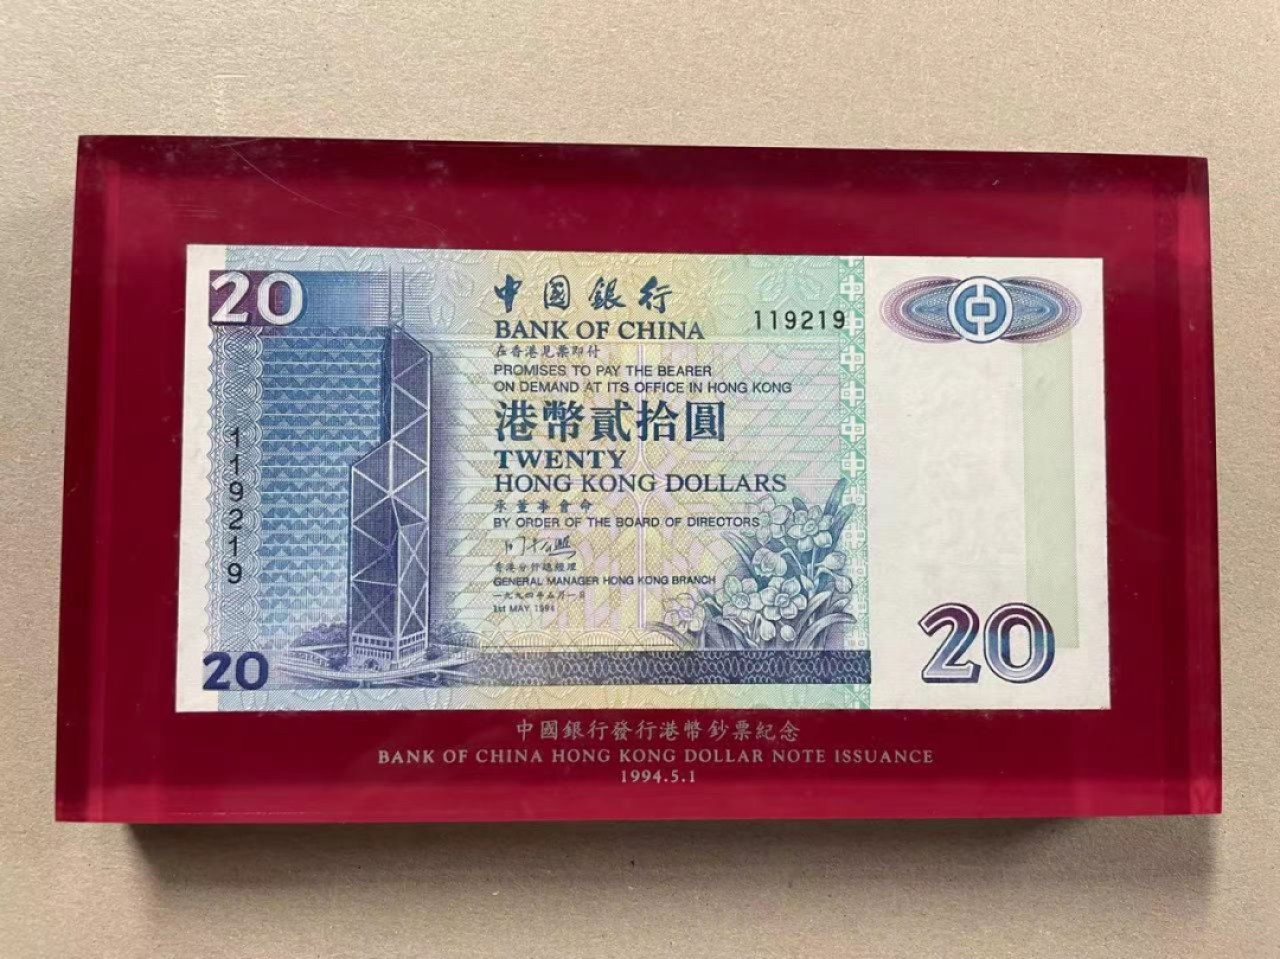 20
中國銀行
BANK OF CHINA
119219
在香港見票即付
PROMISES TO PAY THE BEARER
ON DEMAND AT ITS OFFICE IN HONG KONG
港幣貳拾圓
TWENTY
HONG KONG DOLLARS
承董事會命
BY ORDER OF THE BOARD OF DIRECTORS
香港分行總經理
GENERAL MANAGER HONG KONG BRANCH
一九九四年五月一日
1st MAY 1994
119219
20
20
中國銀行發行港幣鈔票紀念
BANK OF CHINA HONG KONG DOLLAR NOTE ISSUANCE
1994.5.1